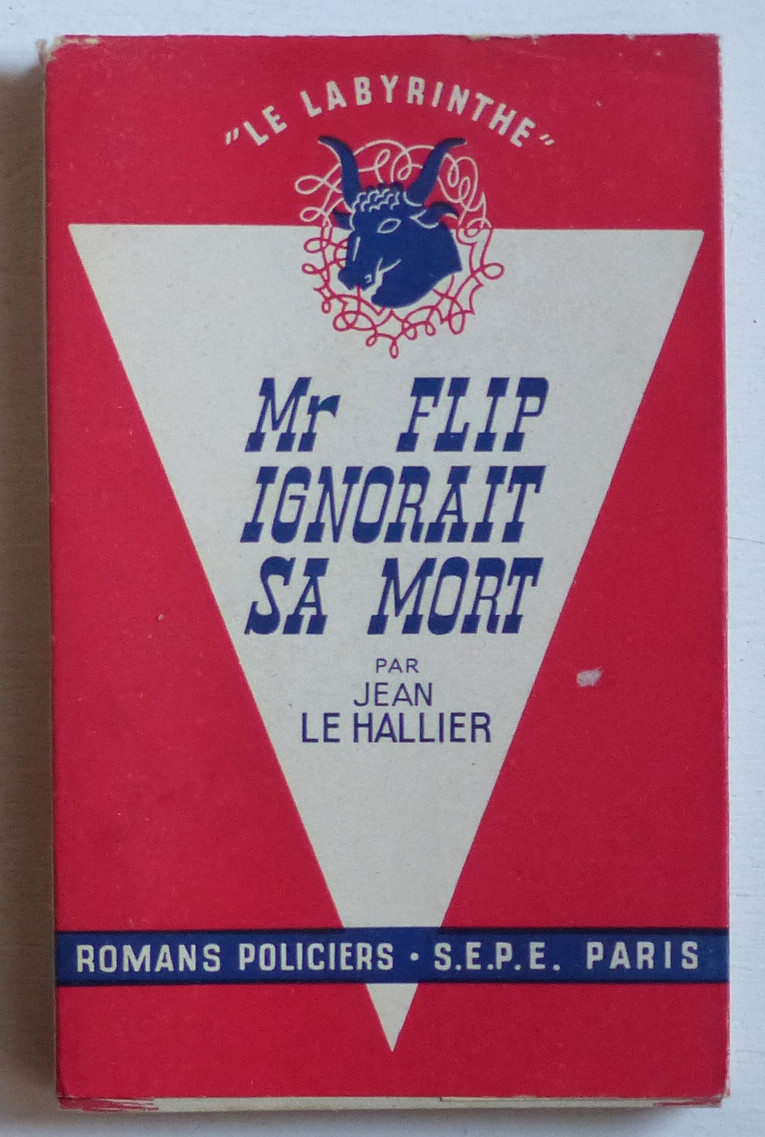 "LE LABYRINTHE"
Mr FLIP
IGNORAIT
SA MORT
PAR
JEAN
LE HALLIER
ROMANS POLICIERS • S.E.P.E. PARIS